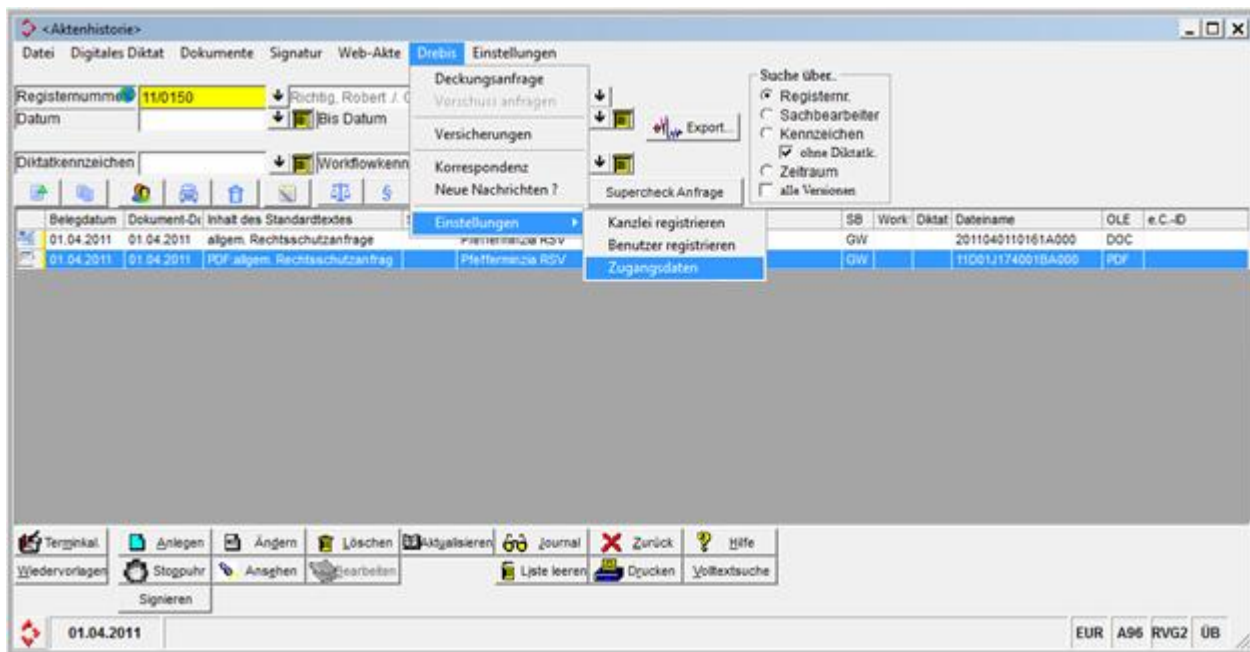 <Aktenhistorie>
Datei Digitales Diktat Dokumente Signatur Web-Akte Drebis Einstellungen
Registernumme 11/0150 Richtig, Robert J.
Datum Bis Datum
Diktatkennzeichen Workflowkenn
Deckungsanfrage
Vorschuss anfragen
Versicherungen
Korrespondenz
Neue Nachrichten ?
Einstellungen
Kanzlei registrieren
Benutzer registrieren
Zugangsdaten
Export...
Supercheck Anfrage
Suche über..
Registernr.
Sachbearbeiter
Kennzeichen
ohne Diktatk.
Zeitraum
alle Versionen
Belegdatum Dokument-Da Inhalt des Standardtextes SB Work Diktat Dateiname OLE e.C.-ID
01.04.2011 01.04.2011 allgem. Rechtsschutzanfrage Pfefferminzia RSV GW 2011040110161A000 DOC
01.04.2011 01.04.2011 PDF:allgem. Rechtsschutzanfrag Pfefferminzia RSV GW 11D01J174001BA000 PDF
Terminkal. Anlegen Ändern Löschen Aktualisieren Journal Zurück Hilfe
Wiedervorlagen Stoppuhr Ansehen Bearbeiten Liste leeren Drucken Volltextsuche
Signieren
01.04.2011 EUR A96 RVG2 ÜB